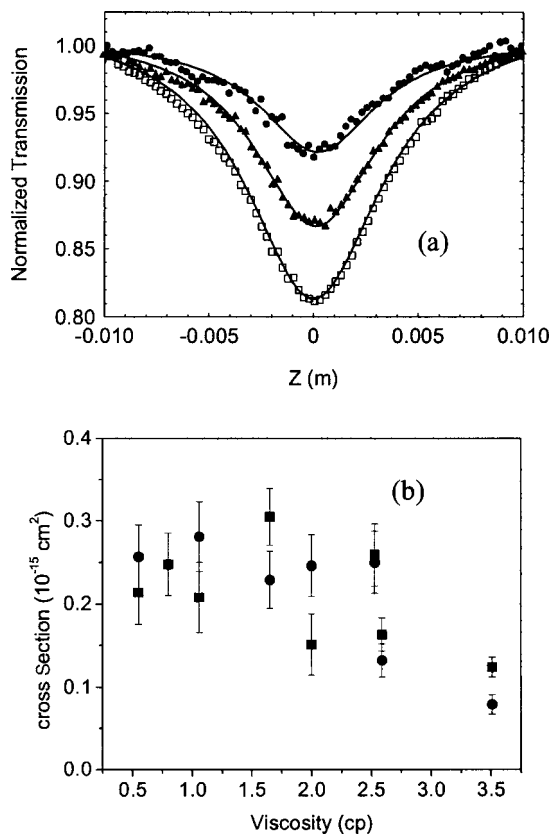 1.00
0.95
0.90
0.85
0.80
Normalized Transmission
(a)
-0.010 -0.005 0 0.005 0.010
Z (m)
0.4
0.3
0.2
0.1
0.0
cross Section (10⁻¹⁵ cm²)
(b)
0.5 1.0 1.5 2.0 2.5 3.0 3.5
Viscosity (cp)